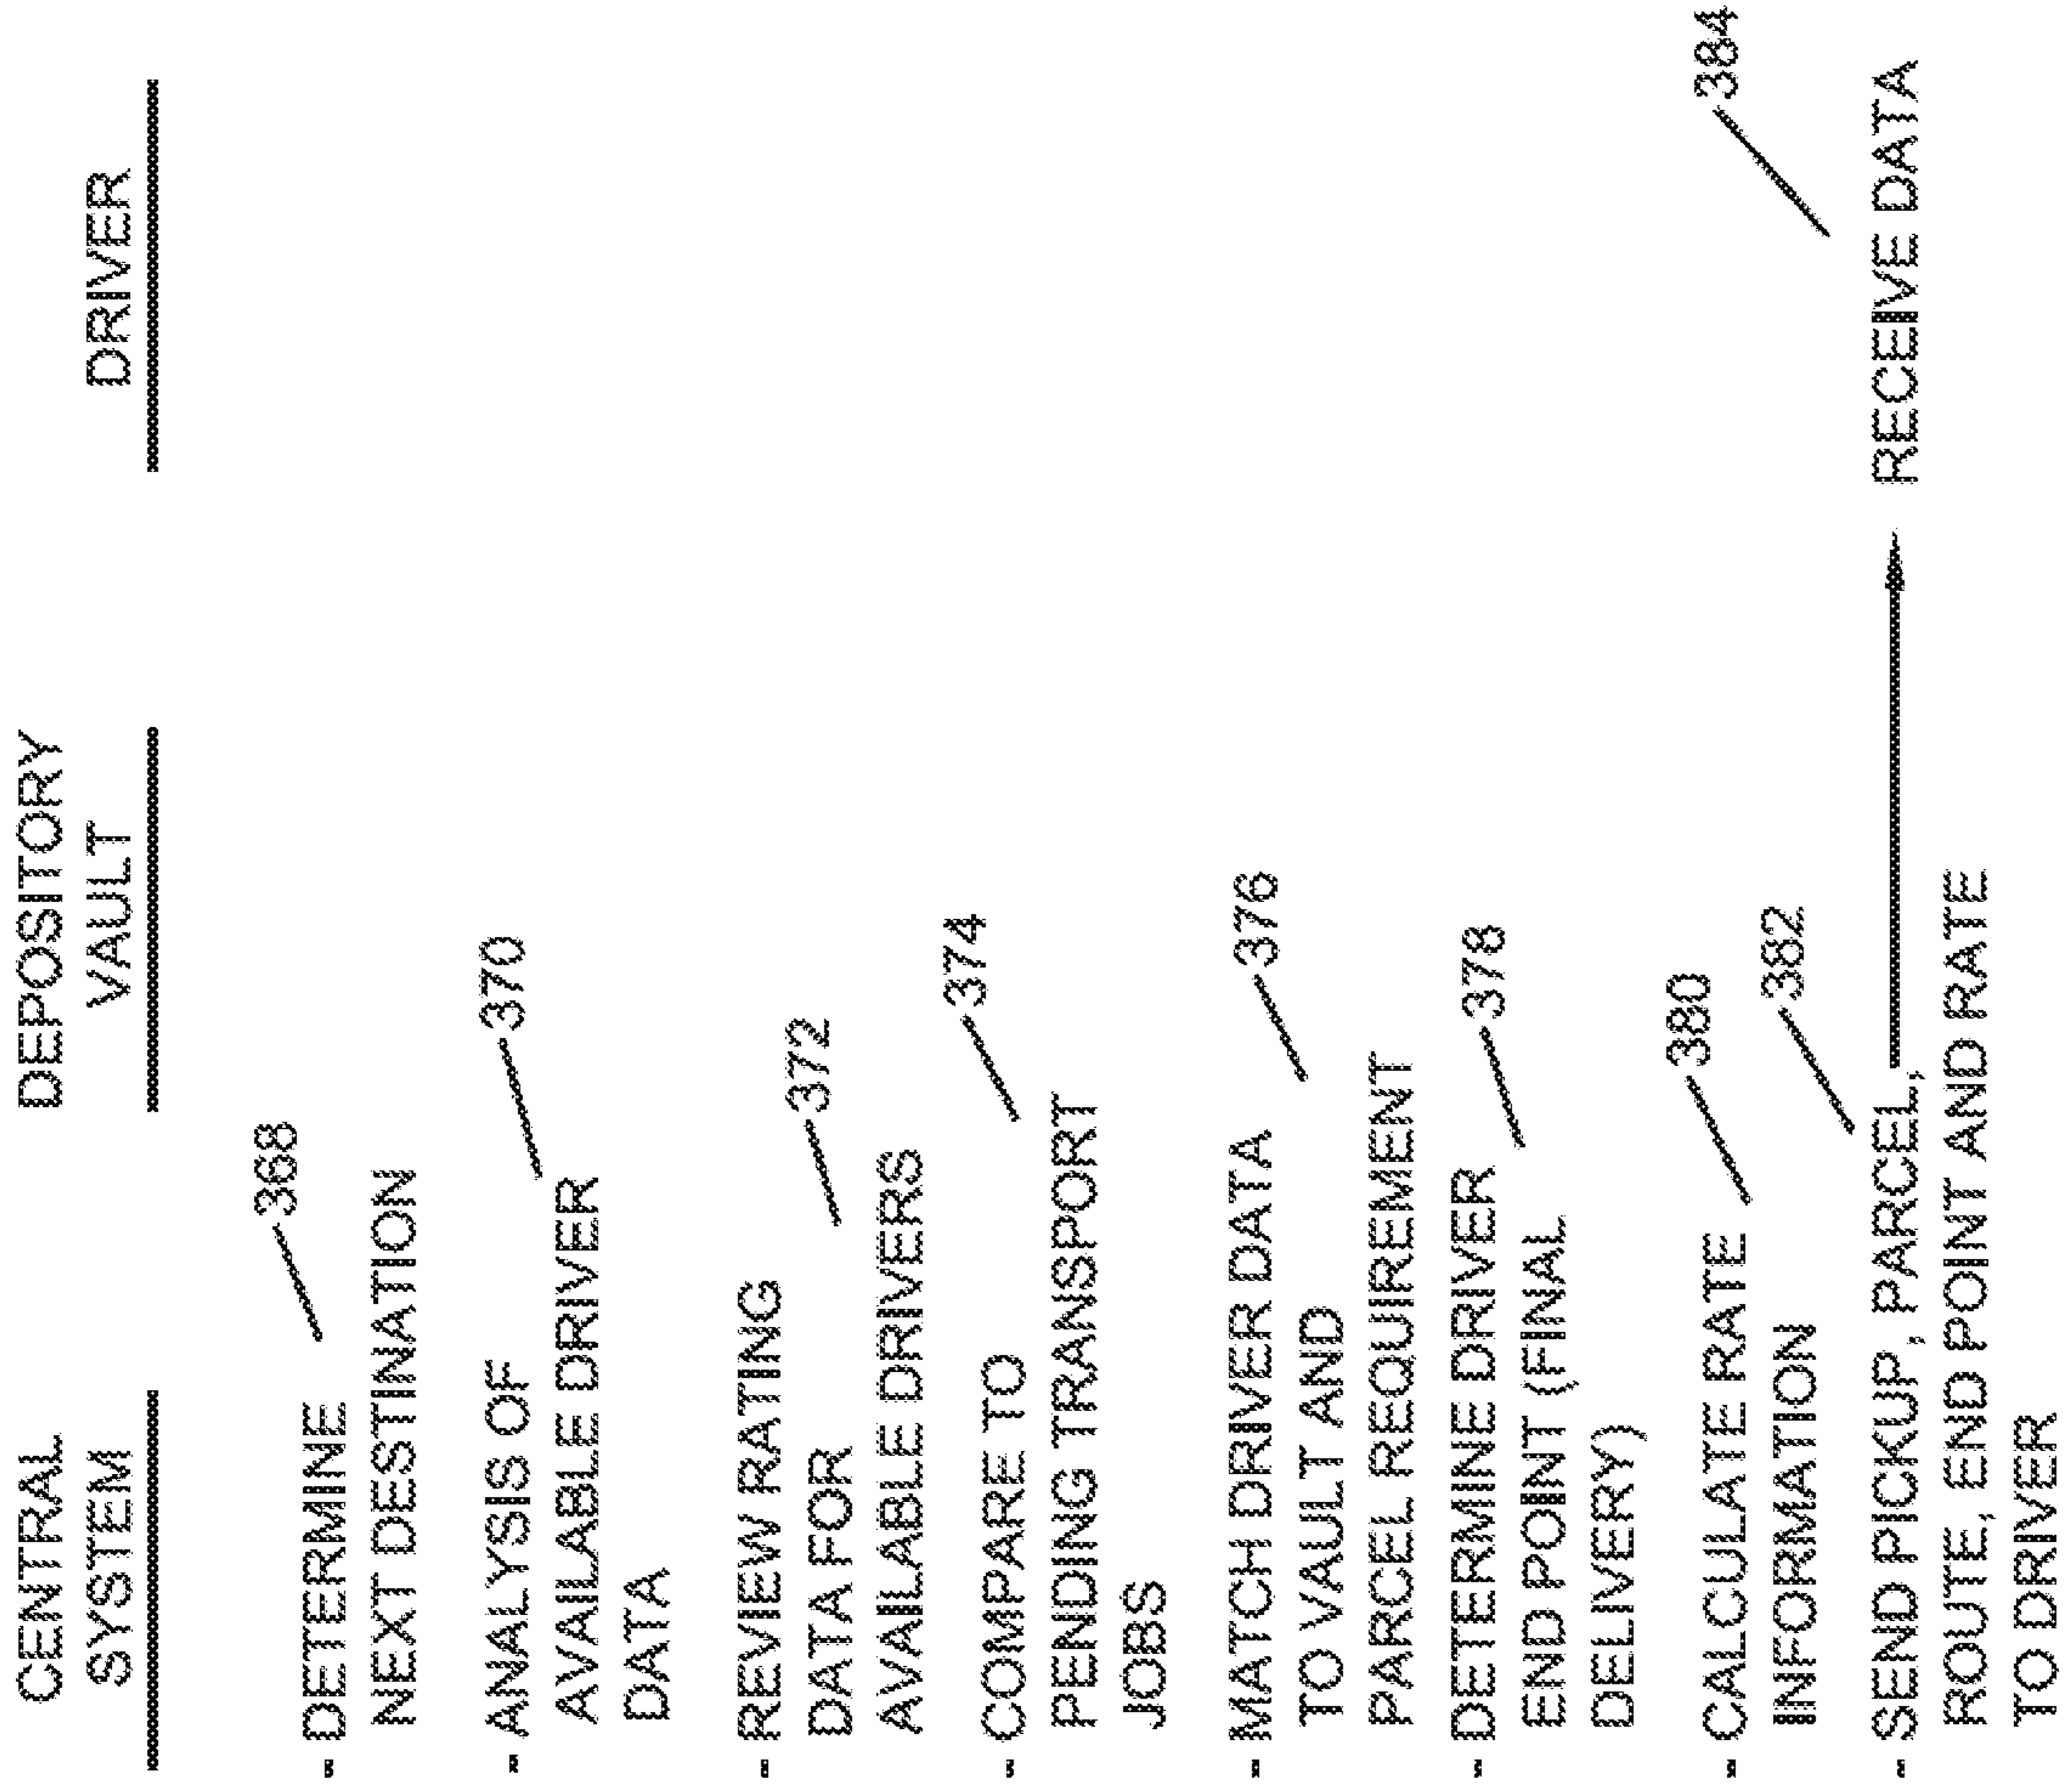 CENTRAL
SYSTEM
DEPOSITORY
VAULT
DRIVER
368
- DETERMINE
NEXT DESTINATION
370
- ANALYSIS OF
AVAILABLE DRIVER
DATA
372
- REVIEW RATING
DATA FOR
AVAILABLE DRIVERS
374
- COMPARE TO
PENDING TRANSPORT
JOBS
376
- MATCH DRIVER DATA
TO VAULT AND
PARCEL REQUIREMENT
378
- DETERMINE DRIVER
END POINT (FINAL
DELIVERY)
380
- CALCULATE RATE
INFORMATION
382
- SEND PICKUP, PARCEL,
ROUTE, END POINT AND RATE
TO DRIVER
384
RECEIVE DATA